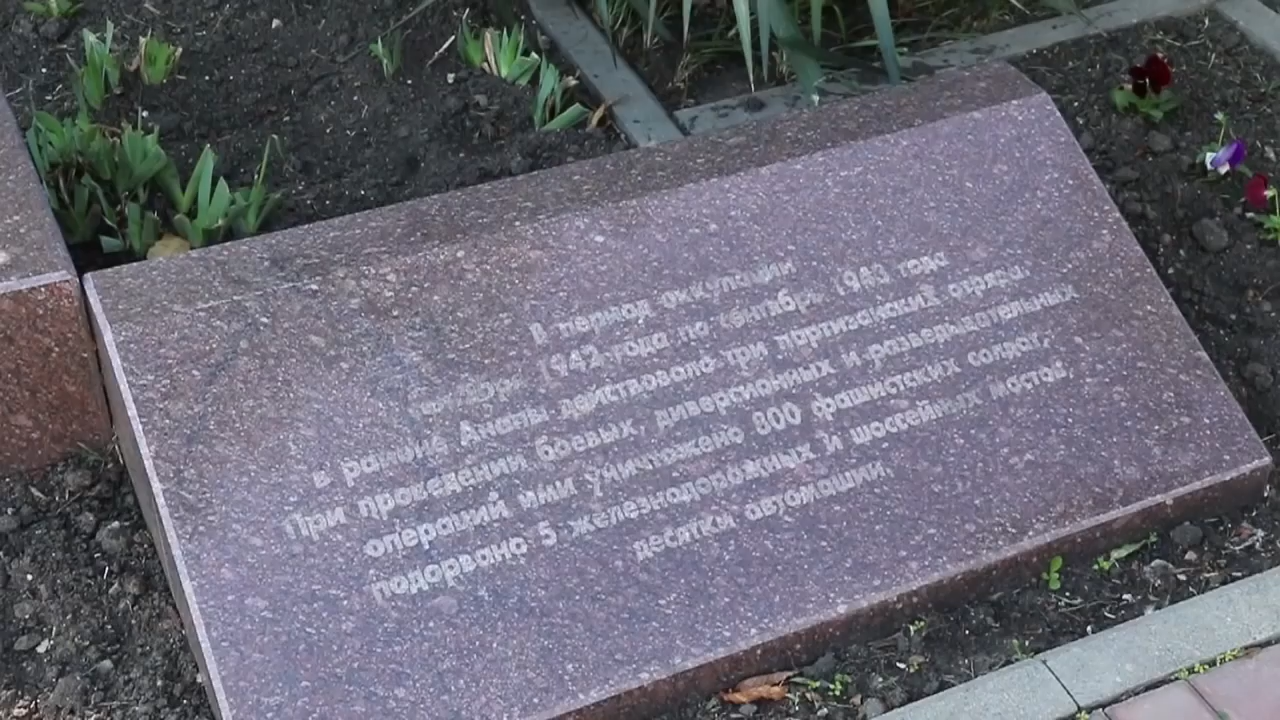 В период оккупации
сентября 1942 года по сентябрь 1943 года
в районе Анапы действовало три партизанских отряда.
При проведении боевых, диверсионных и разведывательных
операций ими уничтожено 800 фашистских солдат,
подорвано 5 железнодорожных и шоссейных мостов,
десятки автомашин.